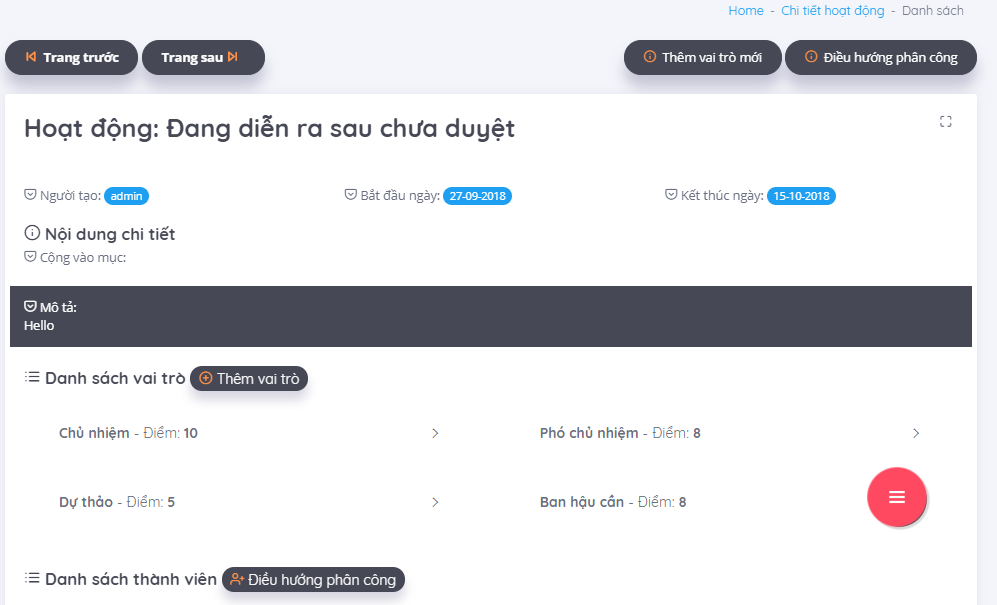 Home - Chi tiết hoạt động - Danh sách
Trang trước Trang sau Thêm vai trò mới Điều hướng phân công
Hoạt động: Đang diễn ra sau chưa duyệt
Người tạo: admin Bắt đầu ngày: 27-09-2018 Kết thúc ngày: 15-10-2018
Nội dung chi tiết
Cộng vào mục:
Mô tả:
Hello
Danh sách vai trò Thêm vai trò
Chủ nhiệm - Điểm: 10 Phó chủ nhiệm - Điểm: 8
Dự thảo - Điểm: 5 Ban hậu cần - Điểm: 8
Danh sách thành viên Điều hướng phân công